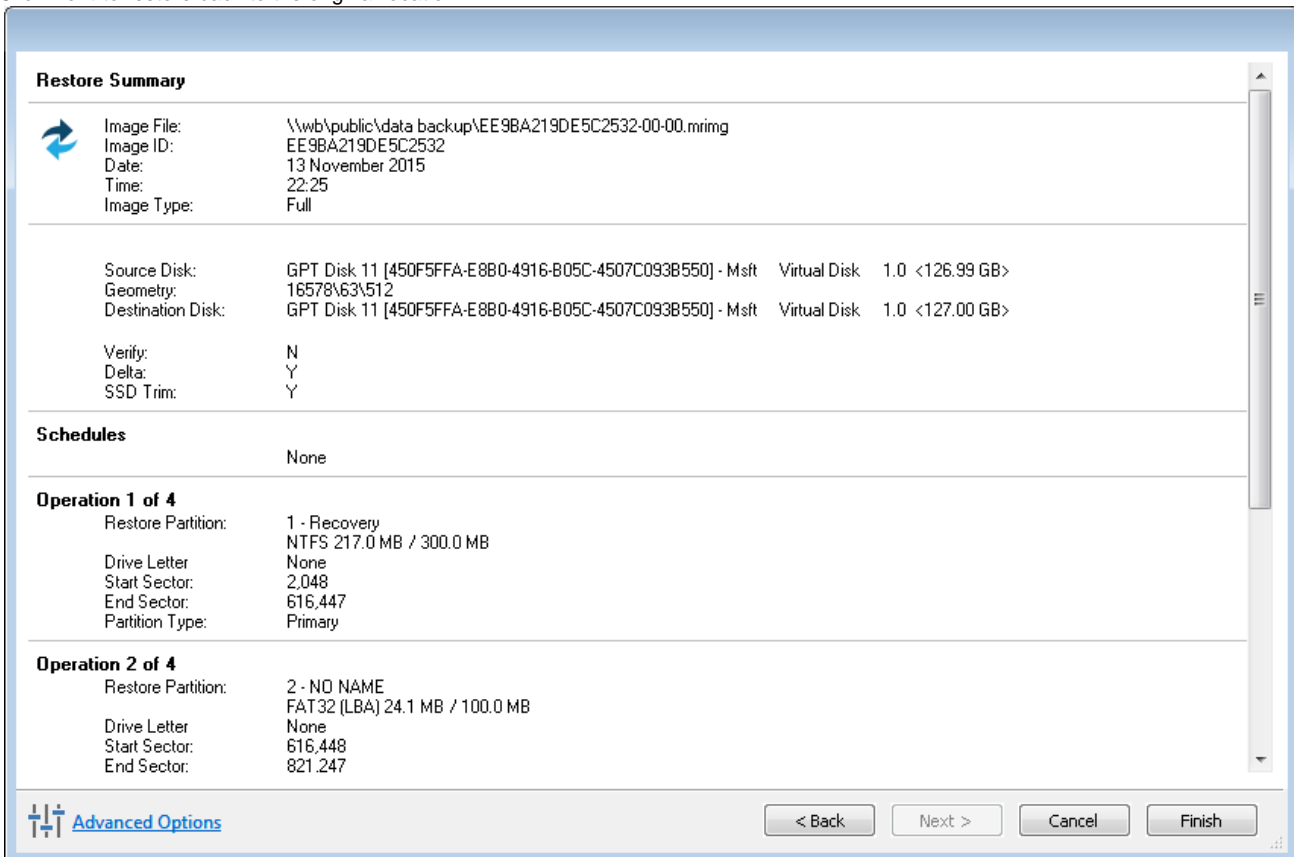 Restore Summary
Image File: \\wb\public\data backup\EE9BA219DE5C2532-00-00.mrimg
Image ID: EE9BA219DE5C2532
Date: 13 November 2015
Time: 22:25
Image Type: Full
Source Disk: GPT Disk 11 [450F5FFA-E8B0-4916-B05C-4507C093B550] - Msft Virtual Disk 1.0 <126.99 GB>
Geometry: 16578\63\512
Destination Disk: GPT Disk 11 [450F5FFA-E8B0-4916-B05C-4507C093B550] - Msft Virtual Disk 1.0 <127.00 GB>
Verify: N
Delta: Y
SSD Trim: Y
Schedules
None
Operation 1 of 4
Restore Partition: 1 - Recovery
NTFS 217.0 MB / 300.0 MB
Drive Letter None
Start Sector: 2,048
End Sector: 616,447
Partition Type: Primary
Operation 2 of 4
Restore Partition: 2 - NO NAME
FAT32 (LBA) 24.1 MB / 100.0 MB
Drive Letter None
Start Sector: 616,448
End Sector: 821.247
Advanced Options
< Back Next > Cancel Finish